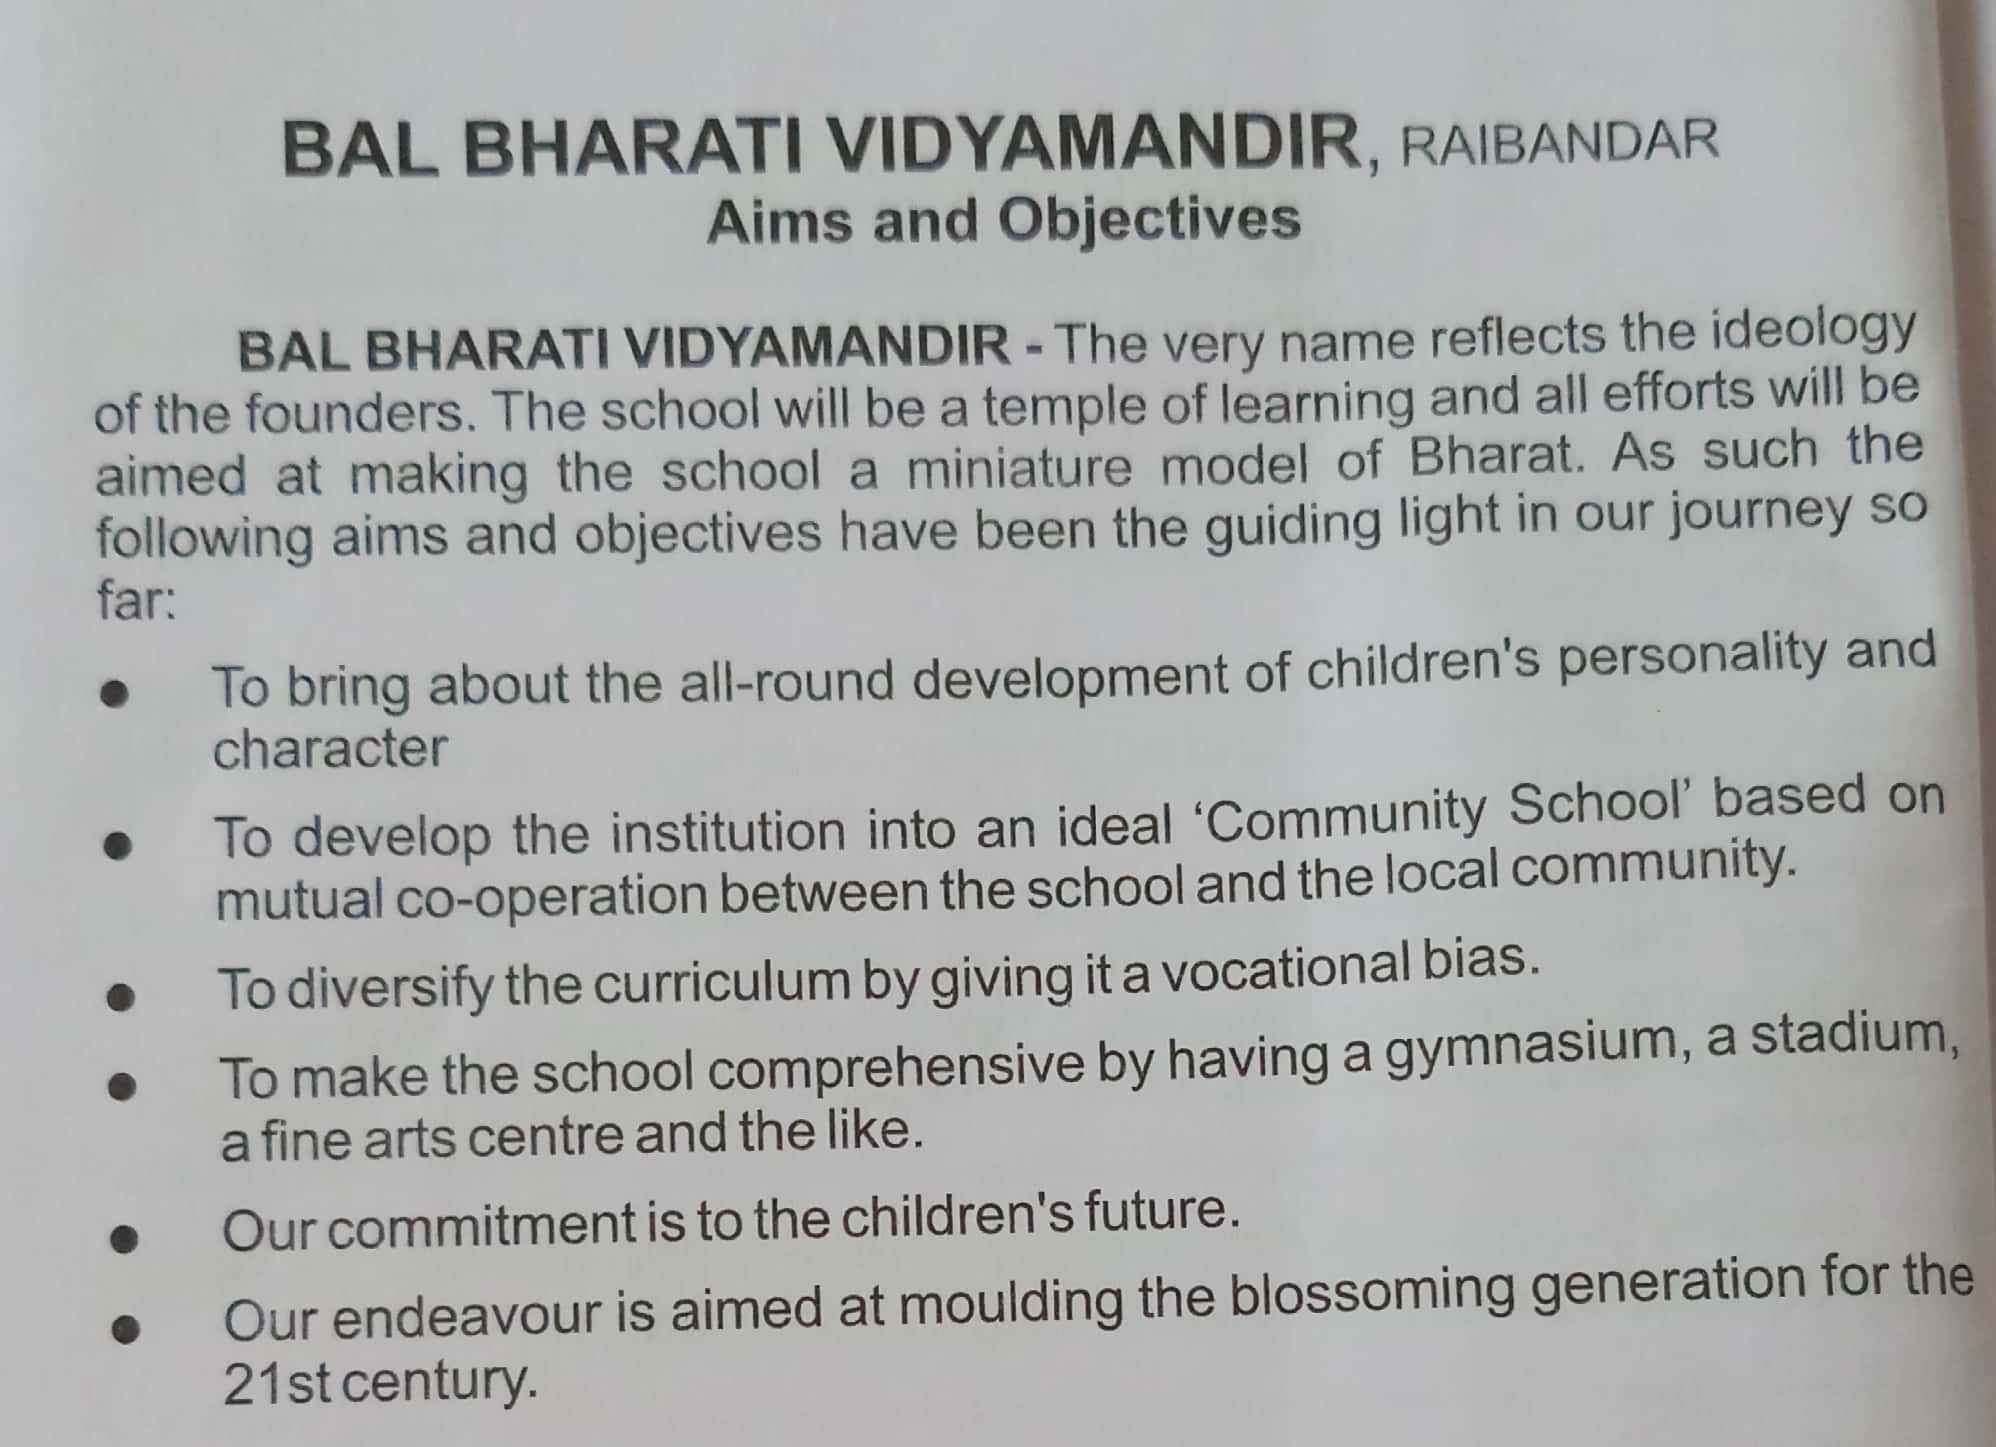 BAL BHARATI VIDYAMANDIR, RAIBANDAR
Aims and Objectives
BAL BHARATI VIDYAMANDIR - The very name reflects the ideology
of the founders. The school will be a temple of learning and all efforts will be
aimed at making the school a miniature model of Bharat. As such the
following aims and objectives have been the guiding light in our journey so
far:
● To bring about the all-round development of children's personality and
character
● To develop the institution into an ideal ‘Community School’ based on
mutual co-operation between the school and the local community.
● To diversify the curriculum by giving it a vocational bias.
● To make the school comprehensive by having a gymnasium, a stadium,
a fine arts centre and the like.
● Our commitment is to the children's future.
● Our endeavour is aimed at moulding the blossoming generation for the
21st century.